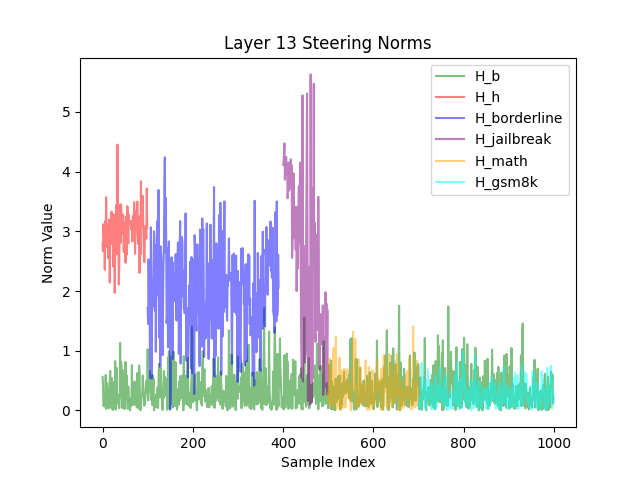 Layer 13 Steering Norms
H_b
H_h
H_borderline
H_jailbreak
H_math
H_gsm8k
Norm Value
5
4
3
2
1
0
0 200 400 600 800 1000
Sample Index